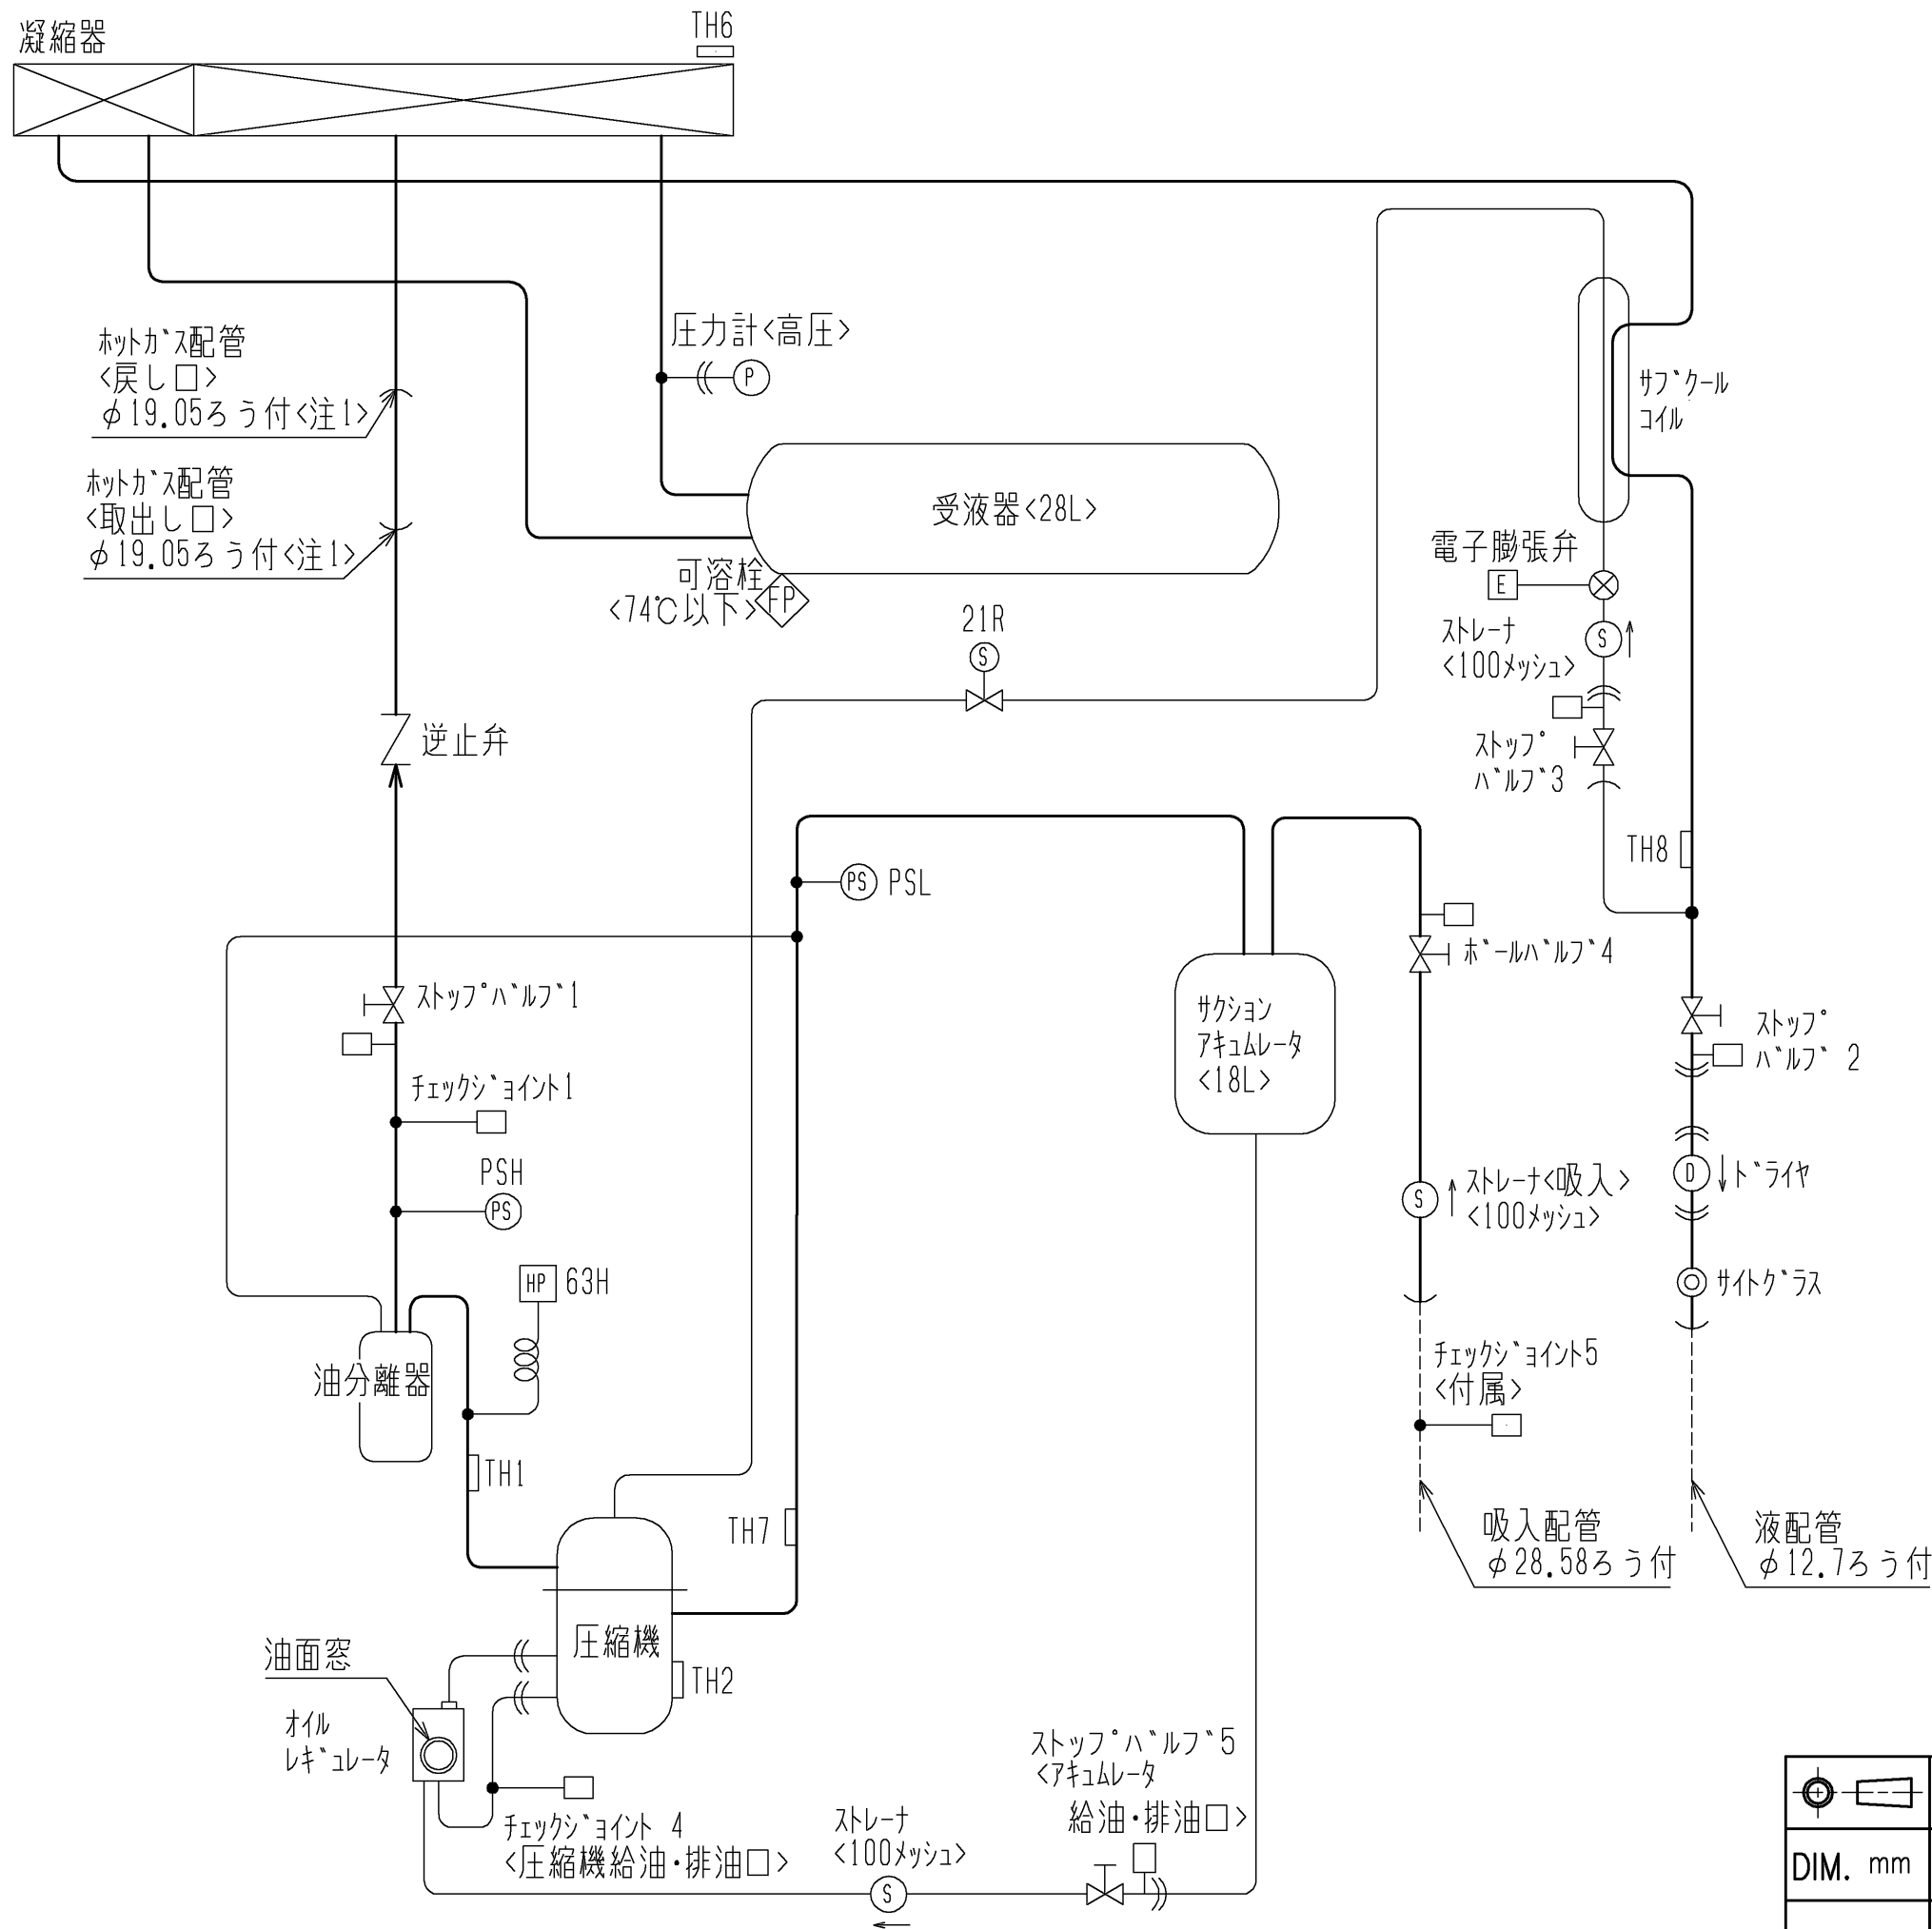 凝縮器
TH6
ホットガス配管
<戻し口>
φ19.05ろう付<注1>
圧力計<高圧>
P
サブクール
コイル
ホットガス配管
<取出し口>
φ19.05ろう付<注1>
受液器<28L>
電子膨張弁
E
可溶栓
<74℃以下>
FP
21R
S
ストレーナ
<100メッシュ>
S
逆止弁
ストップ
バルブ3
TH8
PS PSL
ボールバルブ4
ストップバルブ1
サクション
アキュムレータ
<18L>
ストップ
バルブ 2
チェックジョイント1
PSH
PS
ストレーナ<吸入>
<100メッシュ>
S
D
ドライヤ
HP 63H
サイトグラス
油分離器
チェックジョイント5
<付属>
TH1
TH7
吸入配管
φ28.58ろう付
液配管
φ12.7ろう付
圧縮機
油面窓
TH2
オイル
レギュレータ
ストップバルブ5
<アキュムレータ
給油・排油口>
チェックジョイント 4
<圧縮機給油・排油口>
ストレーナ
<100メッシュ>
S
DIM. mm